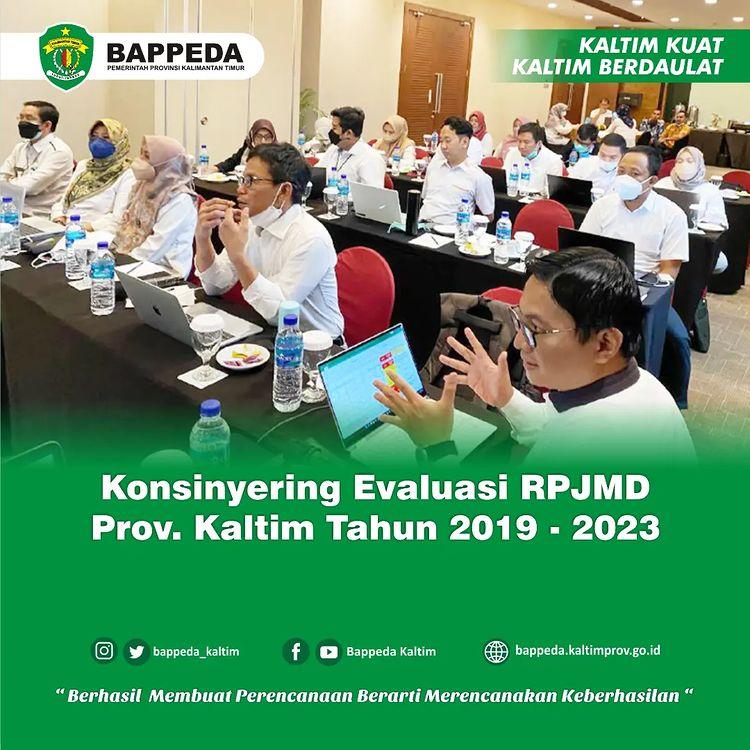 BAPPEDA
PEMERINTAH PROVINSI KALIMANTAN TIMUR
KALTIM KUAT
KALTIM BERDAULAT
Konsinyering Evaluasi RPJMD
Prov. Kaltim Tahun 2019 - 2023
bappeda_kaltim
Bappeda Kaltim
bappeda.kaltimprov.go.id
“ Berhasil Membuat Perencanaan Berarti Merencanakan Keberhasilan “